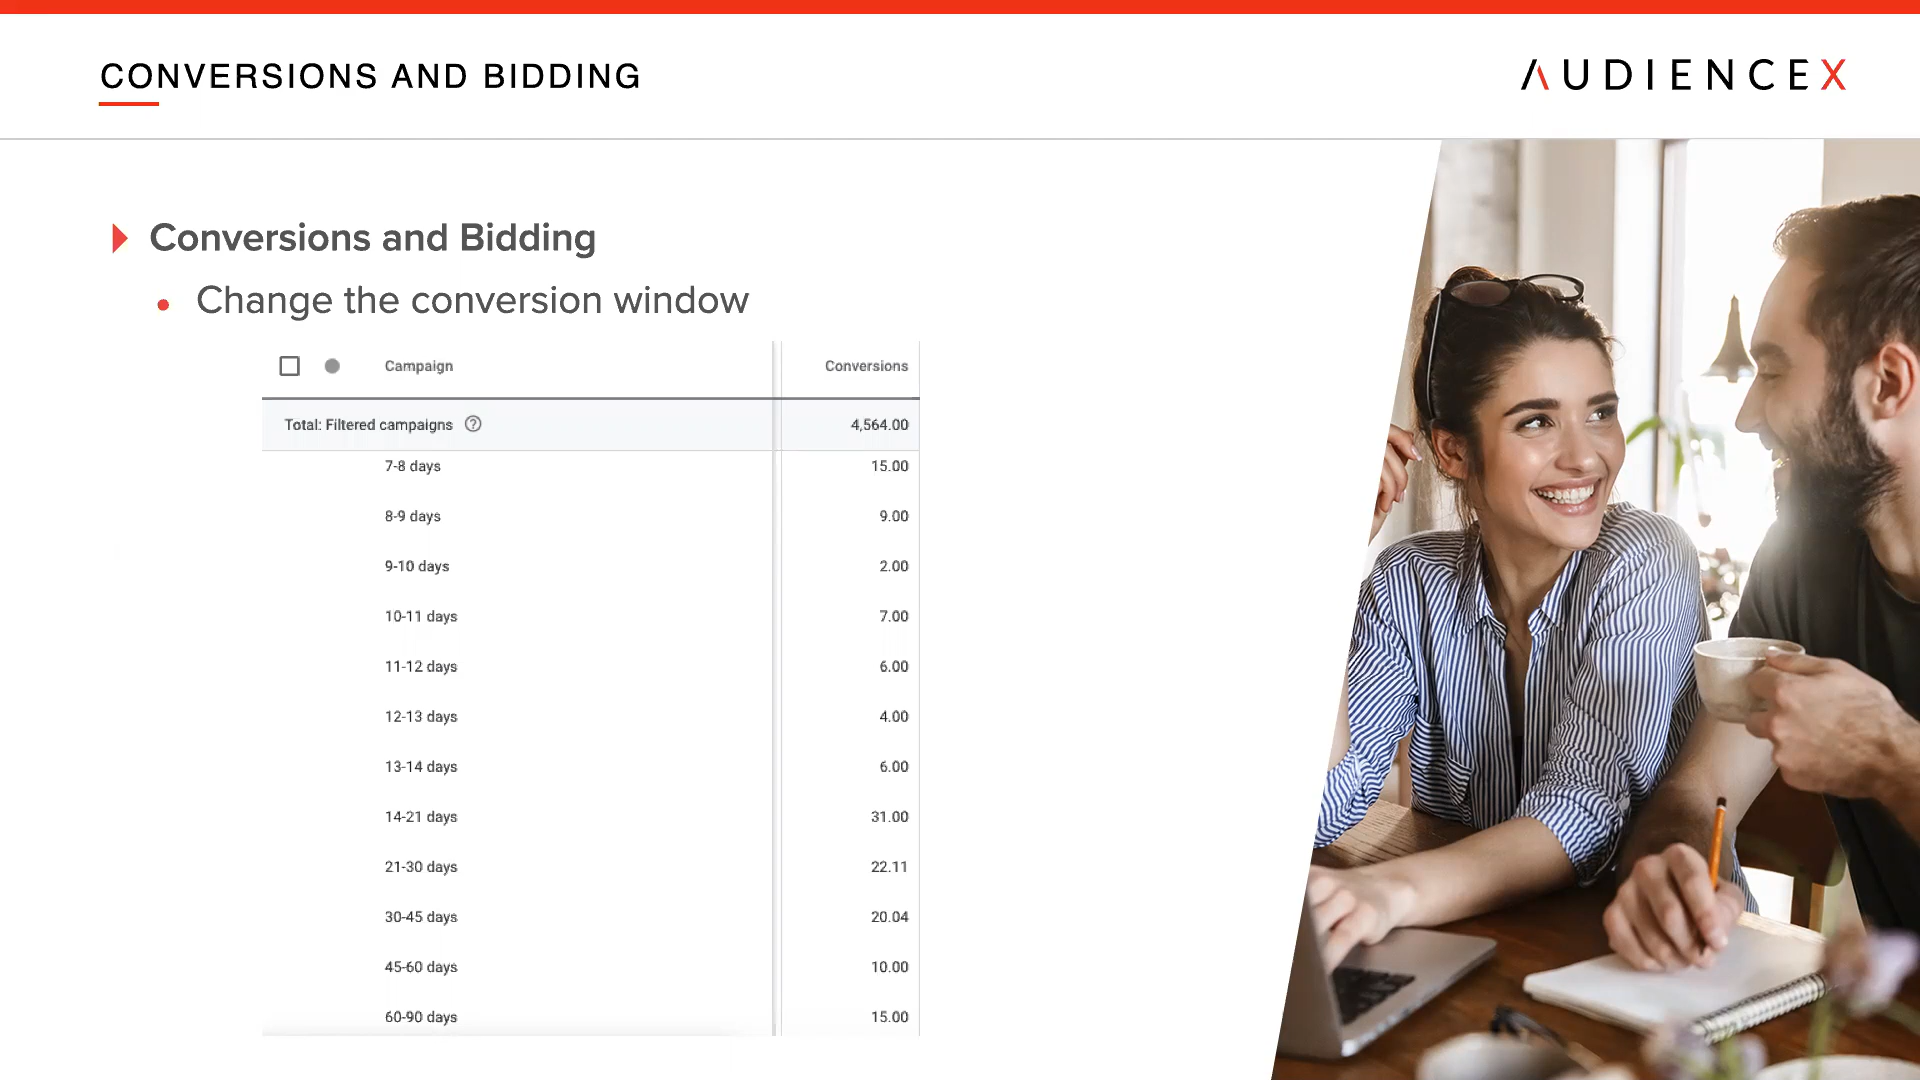 CONVERSIONS AND BIDDING
AUDIENCEX
Conversions and Bidding
Change the conversion window
Campaign Conversions
Total: Filtered campaigns 4,564.00
7-8 days 15.00
8-9 days 9.00
9-10 days 2.00
10-11 days 7.00
11-12 days 6.00
12-13 days 4.00
13-14 days 6.00
14-21 days 31.00
21-30 days 22.11
30-45 days 20.04
45-60 days 10.00
60-90 days 15.00